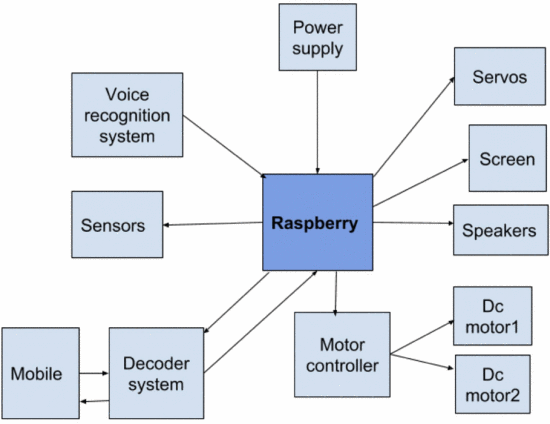 Power
supply
Voice
recognition
system
Servos
Screen
Sensors
Raspberry
Speakers
Mobile
Decoder
system
Motor
controller
Dc
motor1
Dc
motor2